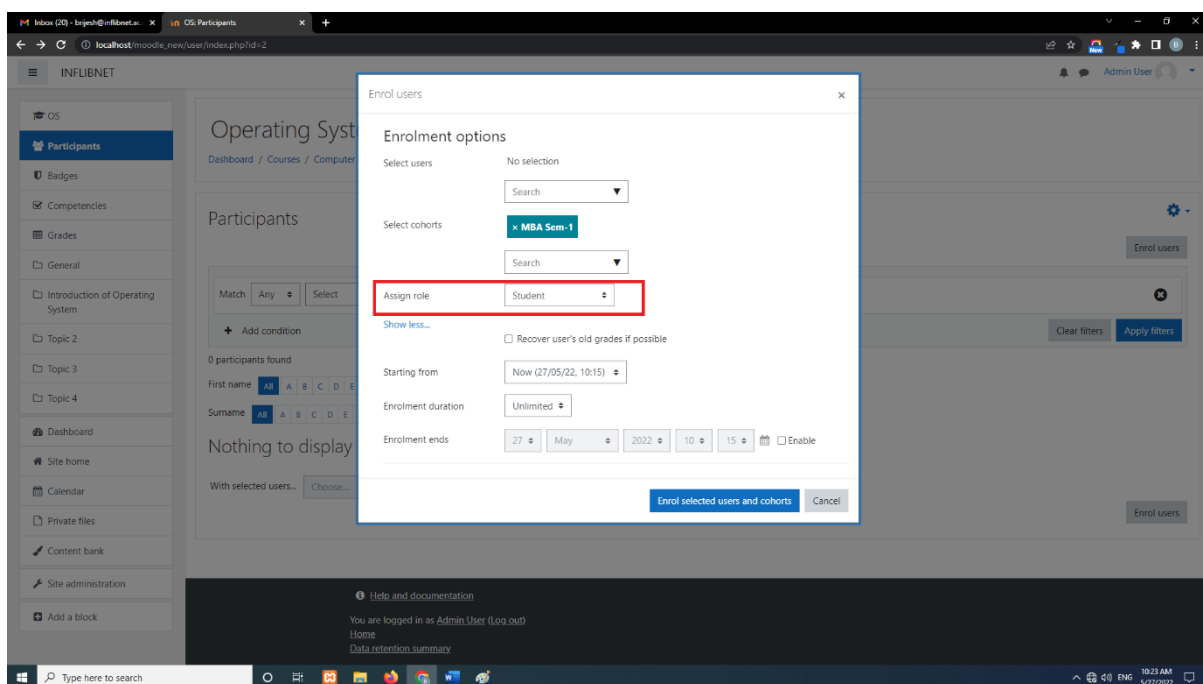 Inbox (20) - brijesh@inflibnet.ac.
OS: Participants
localhost/moodle_new/user/index.php?id=2
New
B
INFLIBNET
Admin User
OS
Participants
Badges
Competencies
Grades
General
Introduction of Operating
System
Topic 2
Topic 3
Topic 4
Dashboard
Site home
Calendar
Private files
Content bank
Site administration
Add a block
Operating Syst
Dashboard / Courses / Computer
Participants
Enrol users
Match Any Select
Add condition
Clear filters Apply filters
0 participants found
First name All A B C D E
Surname All A B C D E
Nothing to display
With selected users... Choose...
Enrol users
Enrol users ×
Enrolment options
Select users No selection
Search ▼
Select cohorts × MBA Sem-1
Search ▼
Assign role Student
Show less...
Recover user's old grades if possible
Starting from Now (27/05/22, 10:15)
Enrolment duration Unlimited
Enrolment ends 27 May 2022 10 15 Enable
Enrol selected users and cohorts Cancel
Help and documentation
You are logged in as Admin User (Log out)
Home
Data retention summary
Type here to search
ENG
10:23 AM
5/27/2022